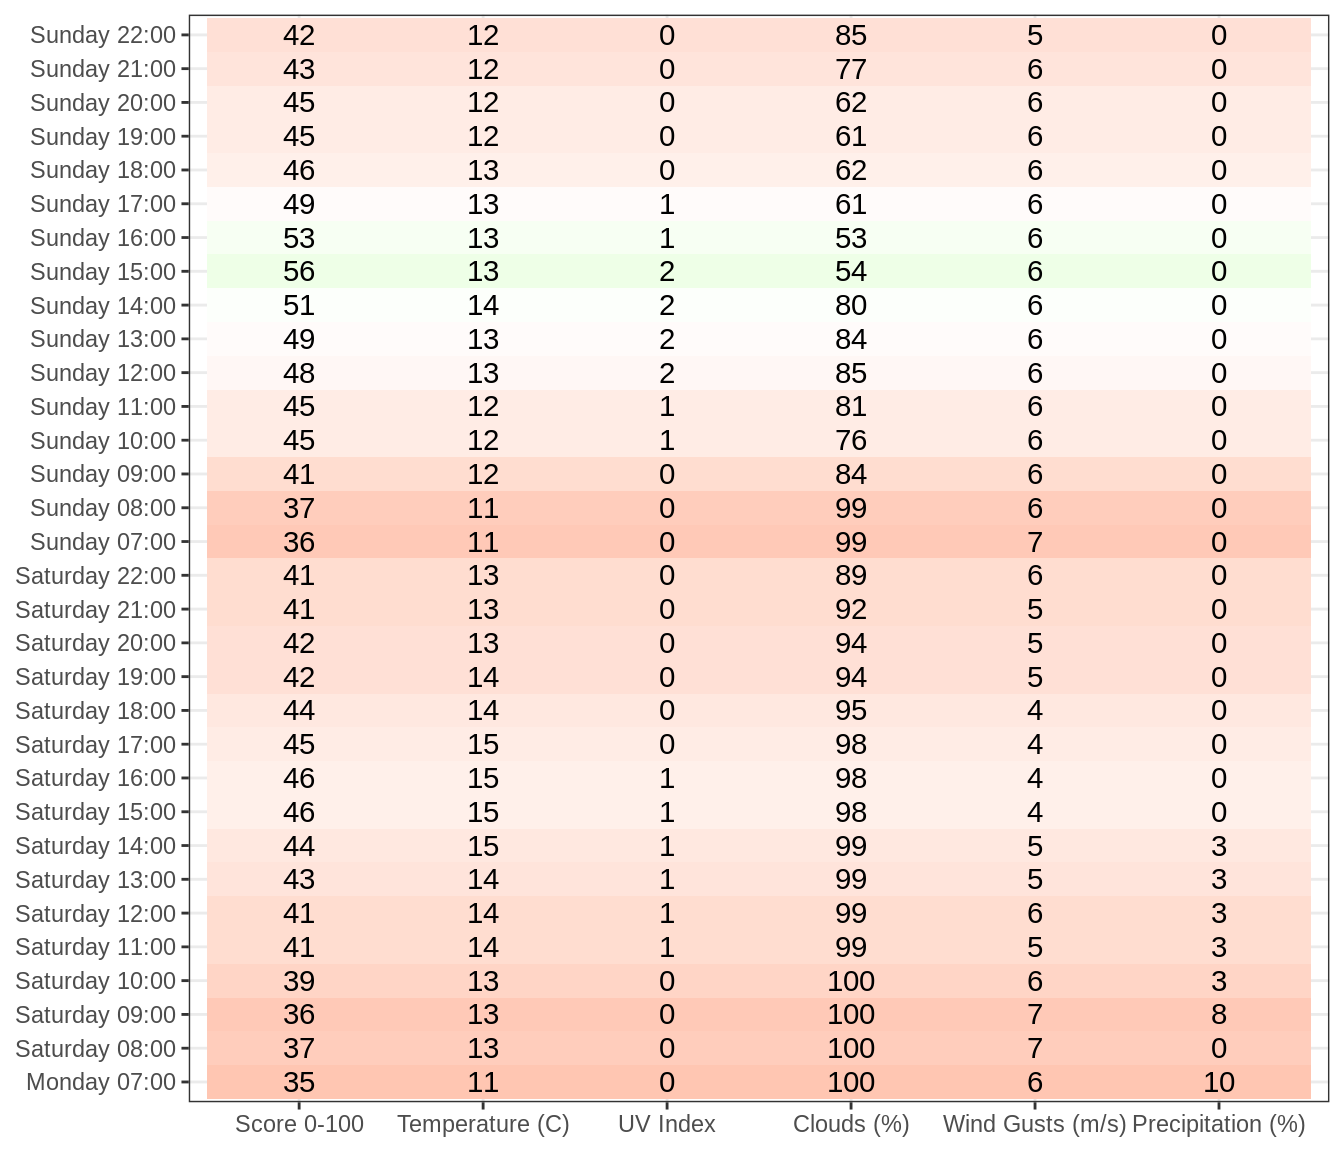 Sunday 22:00 42 12 0 85 5 0
Sunday 21:00 43 12 0 77 6 0
Sunday 20:00 45 12 0 62 6 0
Sunday 19:00 45 12 0 61 6 0
Sunday 18:00 46 13 0 62 6 0
Sunday 17:00 49 13 1 61 6 0
Sunday 16:00 53 13 1 53 6 0
Sunday 15:00 56 13 2 54 6 0
Sunday 14:00 51 14 2 80 6 0
Sunday 13:00 49 13 2 84 6 0
Sunday 12:00 48 13 2 85 6 0
Sunday 11:00 45 12 1 81 6 0
Sunday 10:00 45 12 1 76 6 0
Sunday 09:00 41 12 0 84 6 0
Sunday 08:00 37 11 0 99 6 0
Sunday 07:00 36 11 0 99 7 0
Saturday 22:00 41 13 0 89 6 0
Saturday 21:00 41 13 0 92 5 0
Saturday 20:00 42 13 0 94 5 0
Saturday 19:00 42 14 0 94 5 0
Saturday 18:00 44 14 0 95 4 0
Saturday 17:00 45 15 0 98 4 0
Saturday 16:00 46 15 1 98 4 0
Saturday 15:00 46 15 1 98 4 0
Saturday 14:00 44 15 1 99 5 3
Saturday 13:00 43 14 1 99 5 3
Saturday 12:00 41 14 1 99 6 3
Saturday 11:00 41 14 1 99 5 3
Saturday 10:00 39 13 0 100 6 3
Saturday 09:00 36 13 0 100 7 8
Saturday 08:00 37 13 0 100 7 0
Monday 07:00 35 11 0 100 6 10
Score 0-100 Temperature (C) UV Index Clouds (%) Wind Gusts (m/s) Precipitation (%)